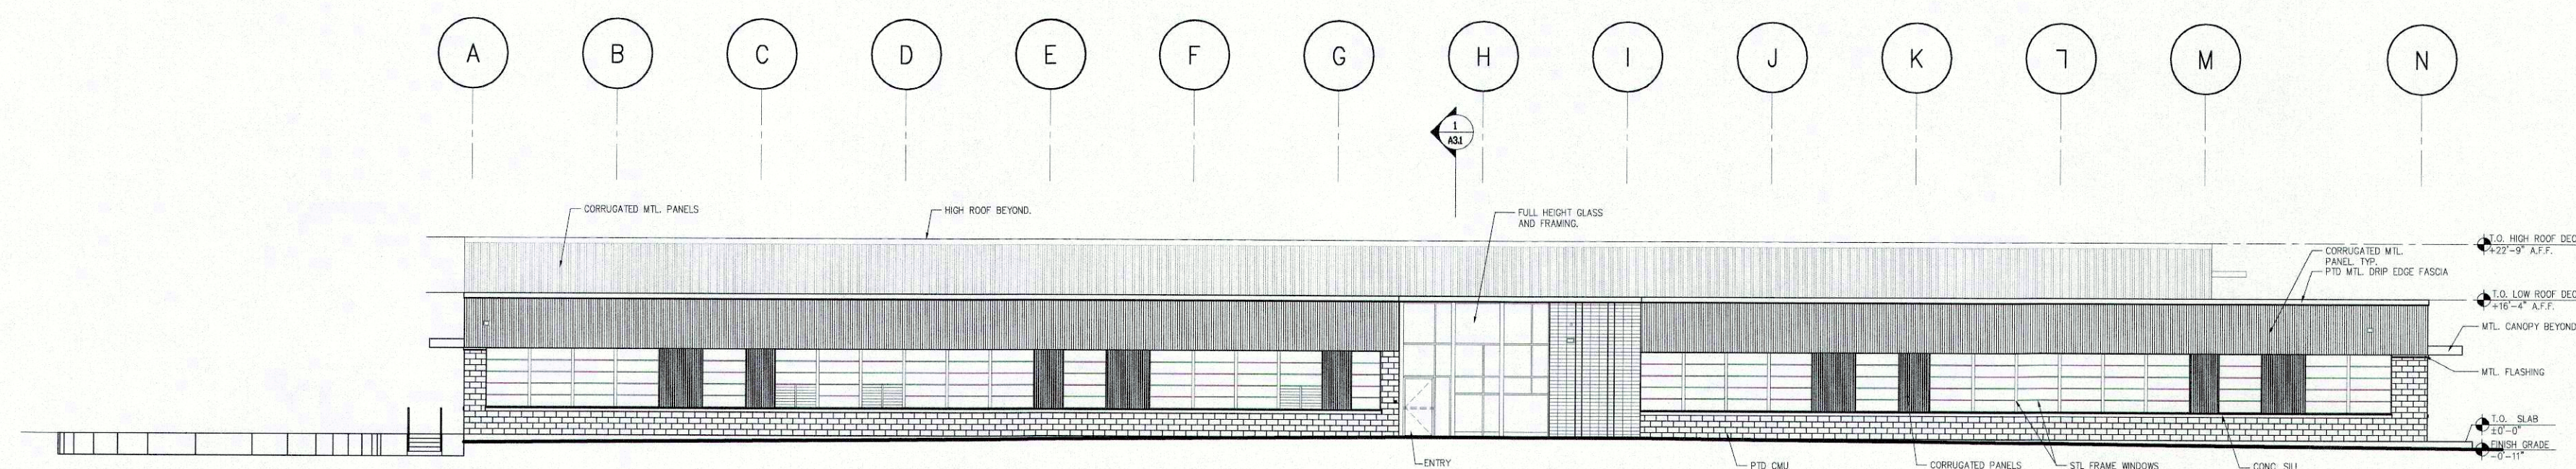 A B C D E F G H I J K L M N
1
A3.1
CORRUGATED MTL. PANELS
HIGH ROOF BEYOND.
FULL HEIGHT GLASS
AND FRAMING.
T.O. HIGH ROOF DEC
+22'-9" A.F.F.
CORRUGATED MTL.
PANEL. TYP.
PTD MTL. DRIP EDGE FASCIA
T.O. LOW ROOF DEC
+16'-4" A.F.F.
MTL. CANOPY BEYOND
MTL. FLASHING
T.O. SLAB
±0'-0"
FINISH GRADE
-0'-11"
ENTRY
PTD CMU
CORRUGATED PANELS
STL FRAME WINDOWS
CONC. SILL